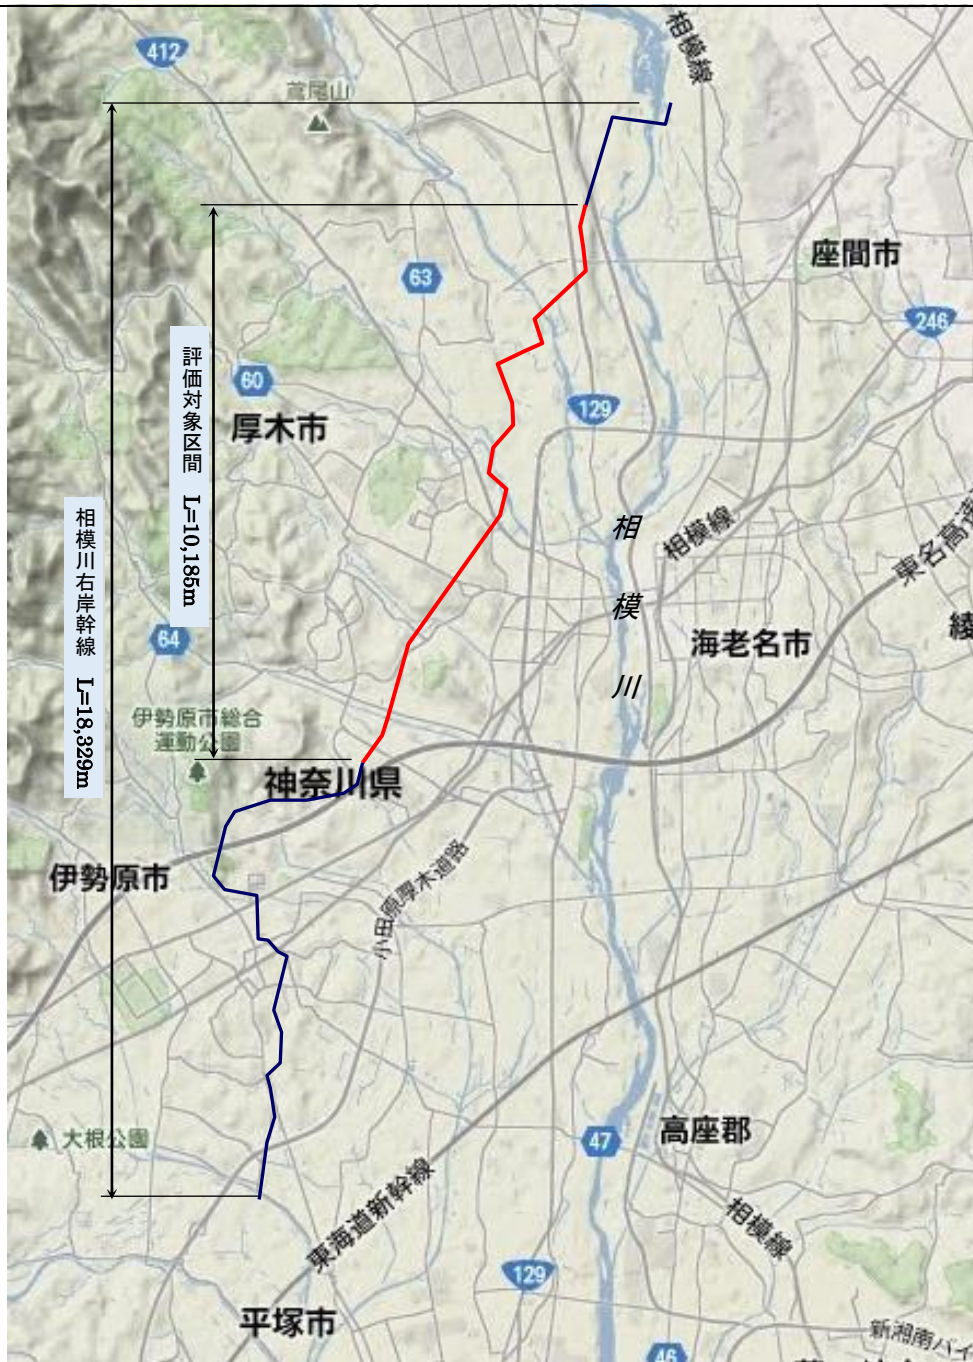 相模線
412
鳶尾山
座間市
63
246
評価対象区間 L=10,185m
60
129
厚木市
相模川右岸幹線 L=18,329m
相模川
相模線
東名高速
64
海老名市
綾
伊勢原市総合
運動公園
神奈川県
伊勢原市
小田原厚木道路
47
高座郡
大根公園
東海道新幹線
相模線
129
平塚市
新湘南バイ
46